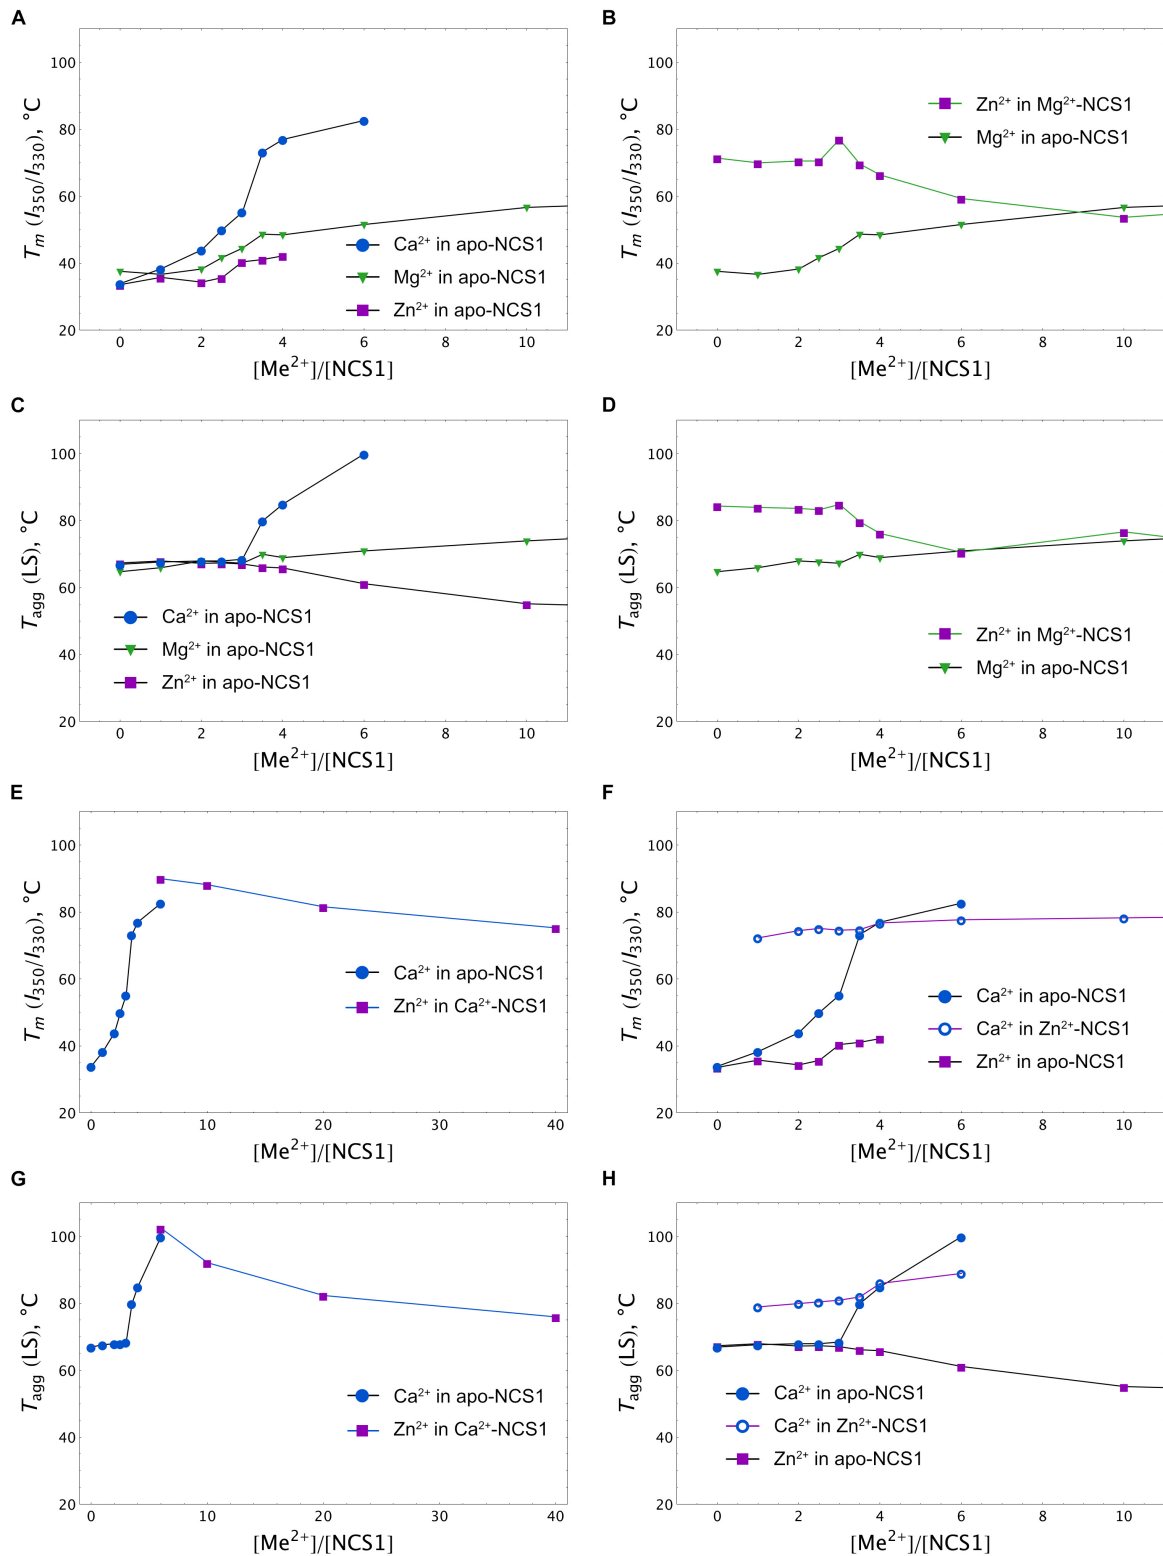 A
100
80
60
40
20
0
2
4
6
8
10
Tm (I350/I330), °C
[Me2+]/[NCS1]
Ca2+ in apo-NCS1
Mg2+ in apo-NCS1
Zn2+ in apo-NCS1
B
100
80
60
40
20
0
2
4
6
8
10
Tm (I350/I330), °C
[Me2+]/[NCS1]
Zn2+ in Mg2+-NCS1
Mg2+ in apo-NCS1
C
100
80
60
40
20
0
2
4
6
8
10
Tagg (LS), °C
[Me2+]/[NCS1]
Ca2+ in apo-NCS1
Mg2+ in apo-NCS1
Zn2+ in apo-NCS1
D
100
80
60
40
20
0
2
4
6
8
10
Tagg (LS), °C
[Me2+]/[NCS1]
Zn2+ in Mg2+-NCS1
Mg2+ in apo-NCS1
E
100
80
60
40
20
0
10
20
30
40
Tm (I350/I330), °C
[Me2+]/[NCS1]
Ca2+ in apo-NCS1
Zn2+ in Ca2+-NCS1
F
100
80
60
40
20
0
2
4
6
8
10
Tm (I350/I330), °C
[Me2+]/[NCS1]
Ca2+ in apo-NCS1
Ca2+ in Zn2+-NCS1
Zn2+ in apo-NCS1
G
100
80
60
40
20
0
10
20
30
40
Tagg (LS), °C
[Me2+]/[NCS1]
Ca2+ in apo-NCS1
Zn2+ in Ca2+-NCS1
H
100
80
60
40
20
0
2
4
6
8
10
Tagg (LS), °C
[Me2+]/[NCS1]
Ca2+ in apo-NCS1
Ca2+ in Zn2+-NCS1
Zn2+ in apo-NCS1